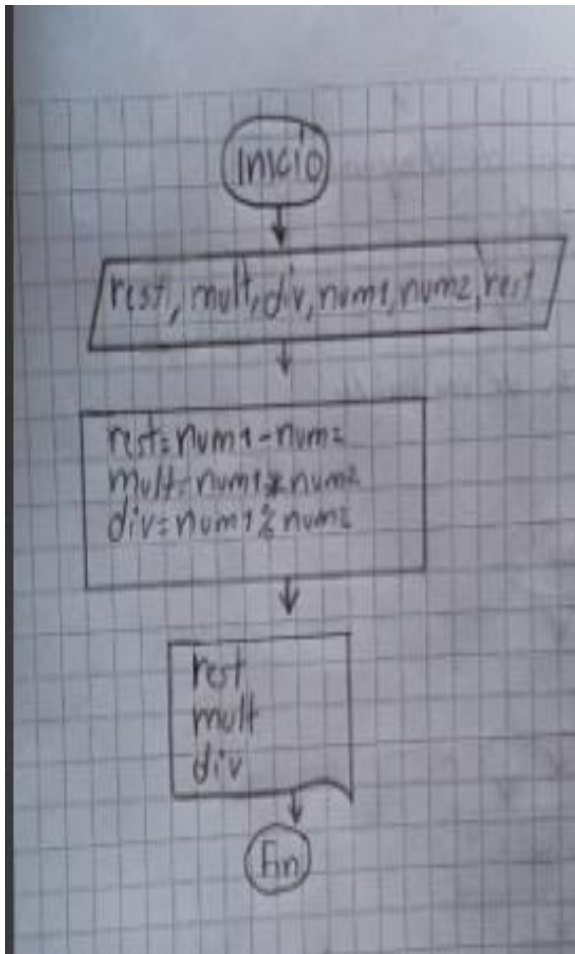 Inicio
rest, mult, div, num1, num2, rest
rest=num1-num2
mult=num1*num2
div=num1%num2
rest
mult
div
Fin